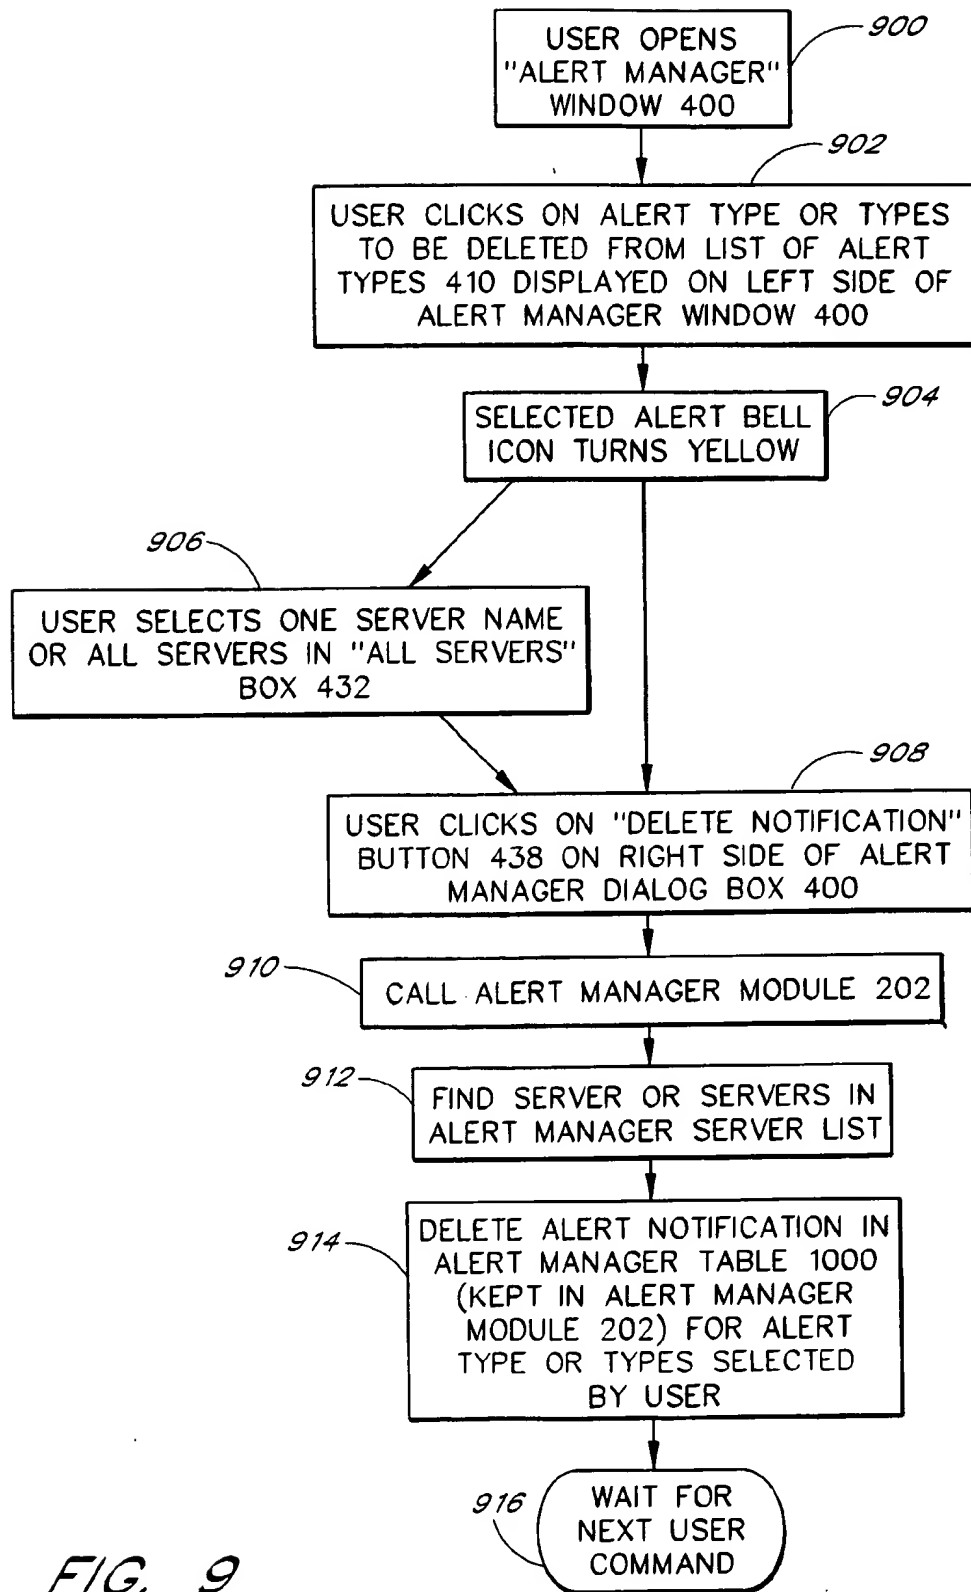 USER OPENS
"ALERT MANAGER"
WINDOW 400
900
902
USER CLICKS ON ALERT TYPE OR TYPES
TO BE DELETED FROM LIST OF ALERT
TYPES 410 DISPLAYED ON LEFT SIDE OF
ALERT MANAGER WINDOW 400
904
SELECTED ALERT BELL
ICON TURNS YELLOW
906
USER SELECTS ONE SERVER NAME
OR ALL SERVERS IN "ALL SERVERS"
BOX 432
908
USER CLICKS ON "DELETE NOTIFICATION"
BUTTON 438 ON RIGHT SIDE OF ALERT
MANAGER DIALOG BOX 400
910
CALL ALERT MANAGER MODULE 202
912
FIND SERVER OR SERVERS IN
ALERT MANAGER SERVER LIST
914
DELETE ALERT NOTIFICATION IN
ALERT MANAGER TABLE 1000
(KEPT IN ALERT MANAGER
MODULE 202) FOR ALERT
TYPE OR TYPES SELECTED
BY USER
916
WAIT FOR
NEXT USER
COMMAND
FIG. 9